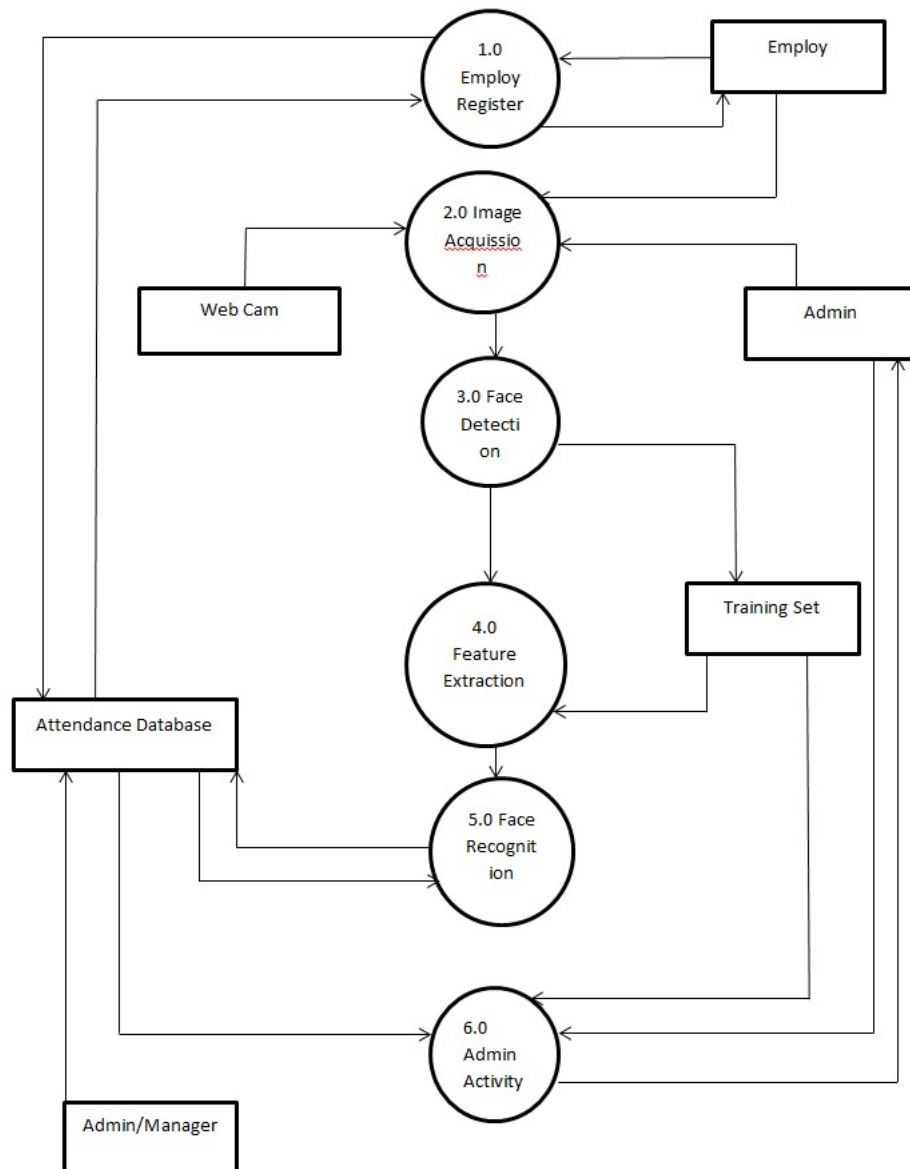 1.0
Employ
Register
Employ
2.0 Image
Acquissio
n
Web Cam
Admin
3.0 Face
Detecti
on
Training Set
4.0
Feature
Extraction
Attendance Database
5.0 Face
Recognit
ion
6.0
Admin
Activity
Admin/Manager